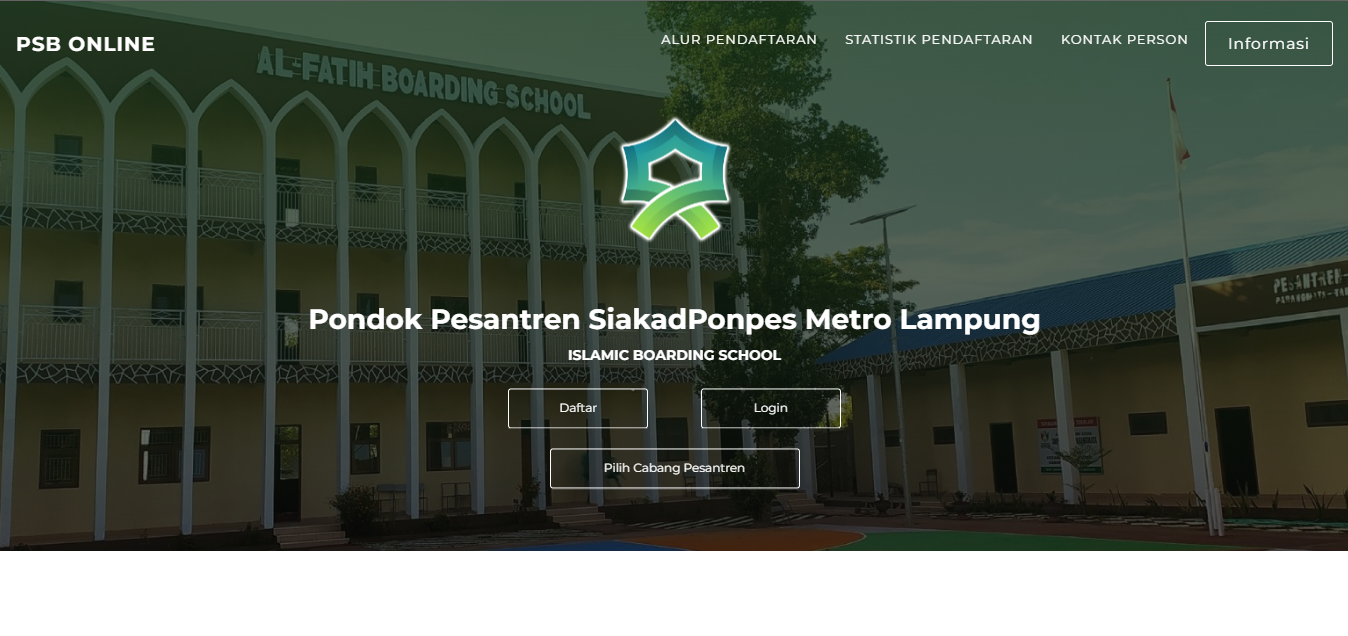 PSB ONLINE
ALUR PENDAFTARAN
STATISTIK PENDAFTARAN
KONTAK PERSON
Informasi
AL-FATIH BOARDING SCHOOL
PESANTREN
Pondok Pesantren SiakadPonpes Metro Lampung
ISLAMIC BOARDING SCHOOL
Daftar
Login
Pilih Cabang Pesantren